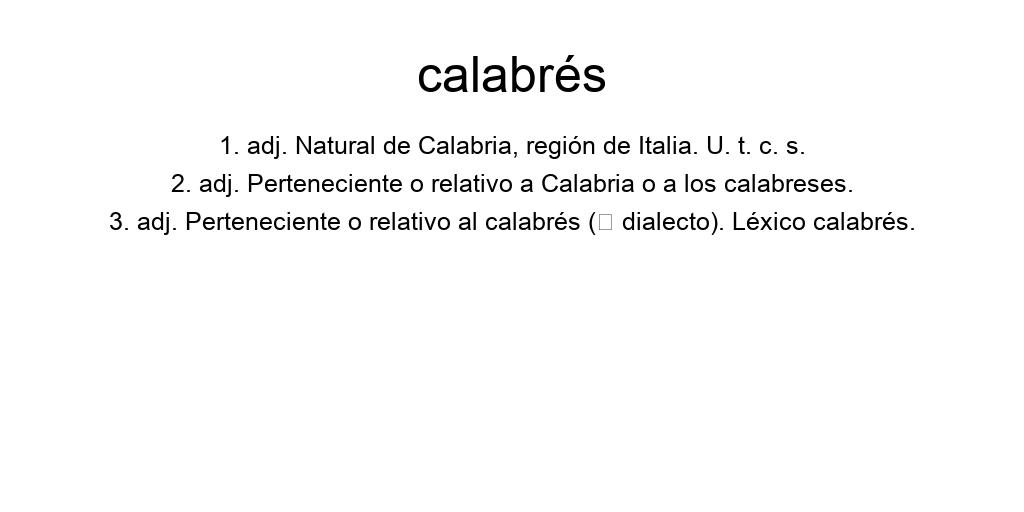 calabrés
1. adj. Natural de Calabria, región de Italia. U. t. c. s.
2. adj. Perteneciente o relativo a Calabria o a los calabreses.
3. adj. Perteneciente o relativo al calabrés (▯ dialecto). Léxico calabrés.